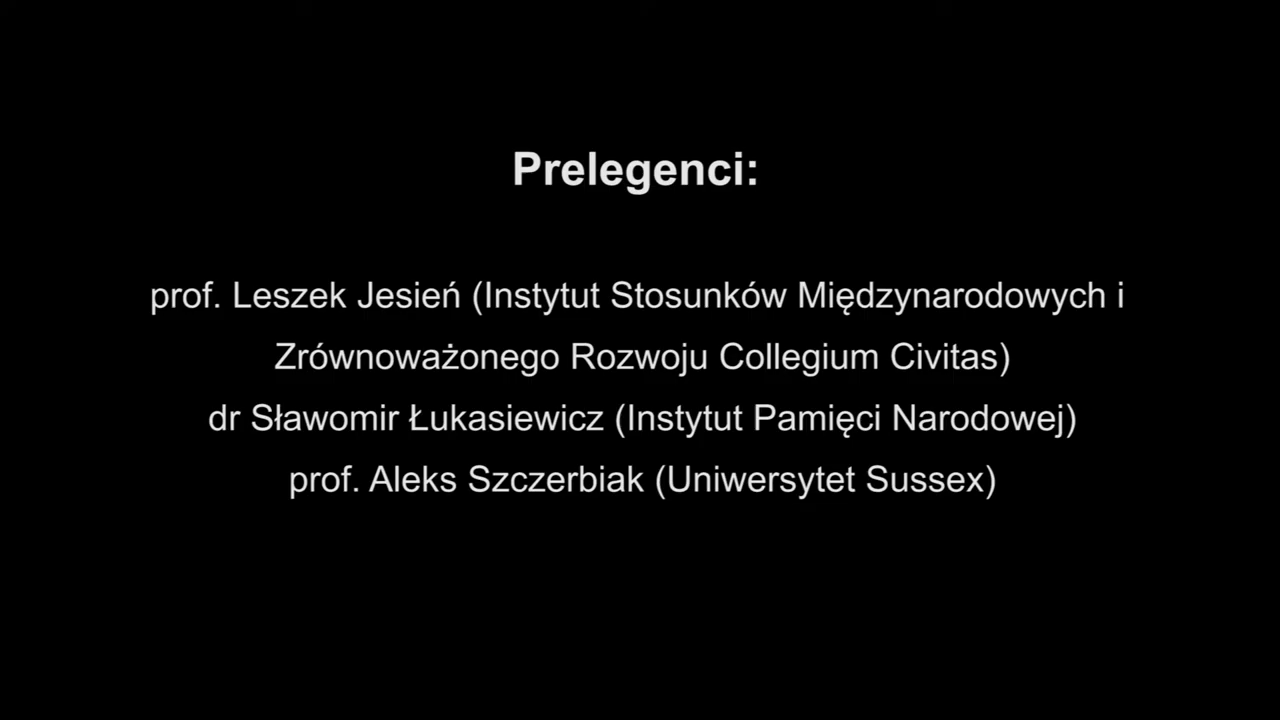 Prelegenci:
prof. Leszek Jesień (Instytut Stosunków Międzynarodowych i
Zrównoważonego Rozwoju Collegium Civitas)
dr Sławomir Łukasiewicz (Instytut Pamięci Narodowej)
prof. Aleks Szczerbiak (Uniwersytet Sussex)